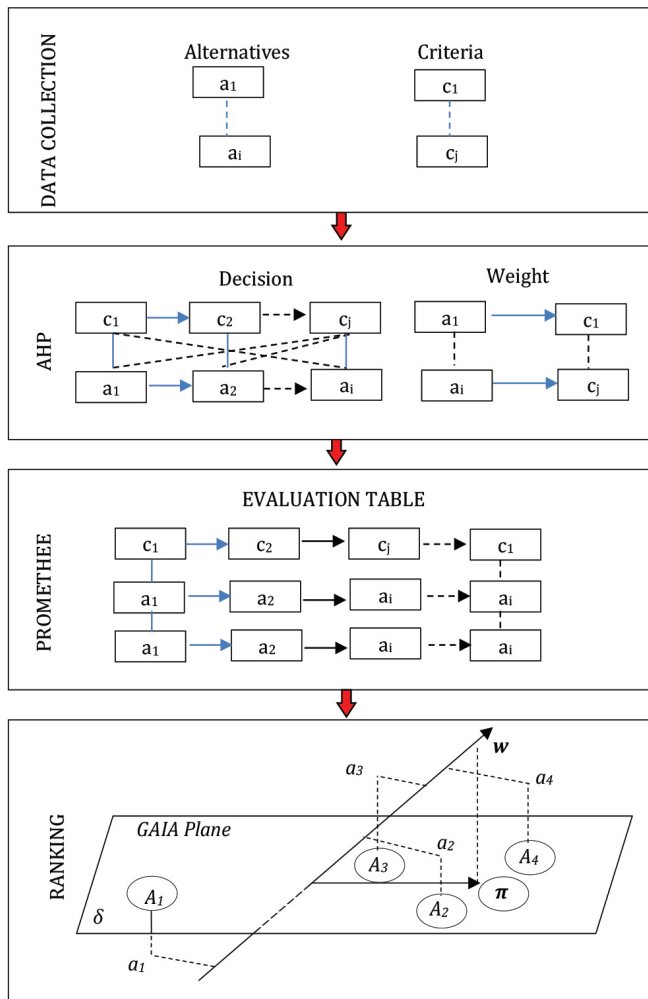 DATA COLLECTION
Alternatives Criteria
a₁ c₁
aᵢ cⱼ
AHP
Decision Weight
c₁ c₂ cⱼ a₁ c₁
a₁ a₂ aᵢ aᵢ cⱼ
PROMETHEE
EVALUATION TABLE
c₁ c₂ cⱼ c₁
a₁ a₂ aᵢ aᵢ
a₁ a₂ aᵢ aᵢ
RANKING
w
a₃ a₄
GAIA Plane
a₂
A₃ A₄
A₁ A₂ π
δ
a₁